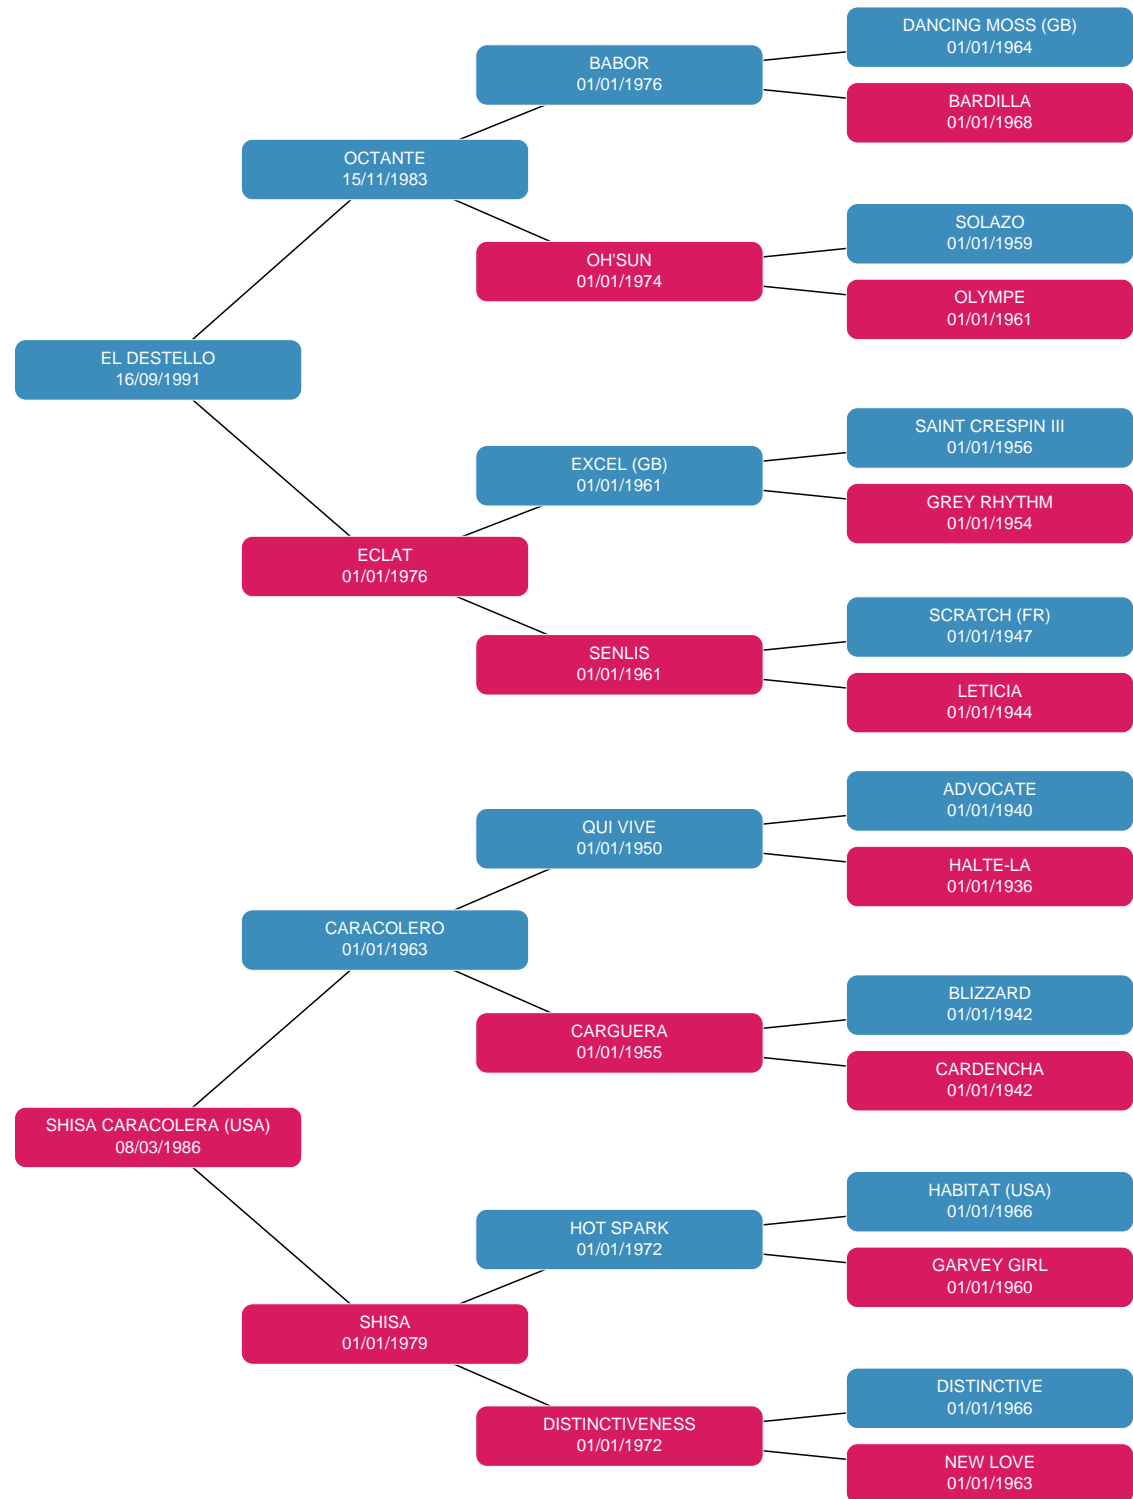 DANCING MOSS (GB)
01/01/1964
BABOR
01/01/1976
BARDILLA
01/01/1968
OCTANTE
15/11/1983
SOLAZO
01/01/1959
OH'SUN
01/01/1974
OLYMPE
01/01/1961
EL DESTELLO
16/09/1991
SAINT CRESPIN III
01/01/1956
EXCEL (GB)
01/01/1961
GREY RHYTHM
01/01/1954
ECLAT
01/01/1976
SCRATCH (FR)
01/01/1947
SENLIS
01/01/1961
LETICIA
01/01/1944
ADVOCATE
01/01/1940
QUI VIVE
01/01/1950
HALTE-LA
01/01/1936
CARACOLERO
01/01/1963
BLIZZARD
01/01/1942
CARGUERA
01/01/1955
CARDENCHA
01/01/1942
SHISA CARACOLERA (USA)
08/03/1986
HABITAT (USA)
01/01/1966
HOT SPARK
01/01/1972
GARVEY GIRL
01/01/1960
SHISA
01/01/1979
DISTINCTIVE
01/01/1966
DISTINCTIVENESS
01/01/1972
NEW LOVE
01/01/1963